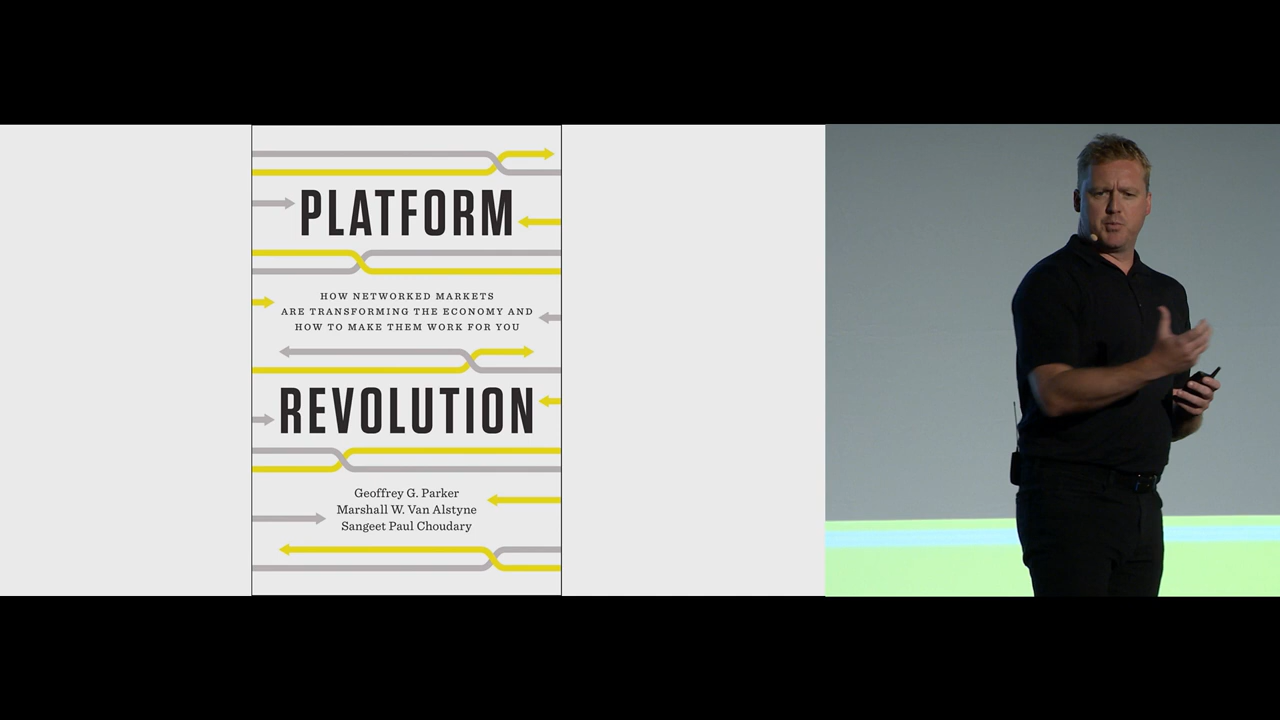 PLATFORM
HOW NETWORKED MARKETS
ARE TRANSFORMING THE ECONOMY AND
HOW TO MAKE THEM WORK FOR YOU
REVOLUTION
Geoffrey G. Parker
Marshall W. Van Alstyne
Sangeet Paul Choudary